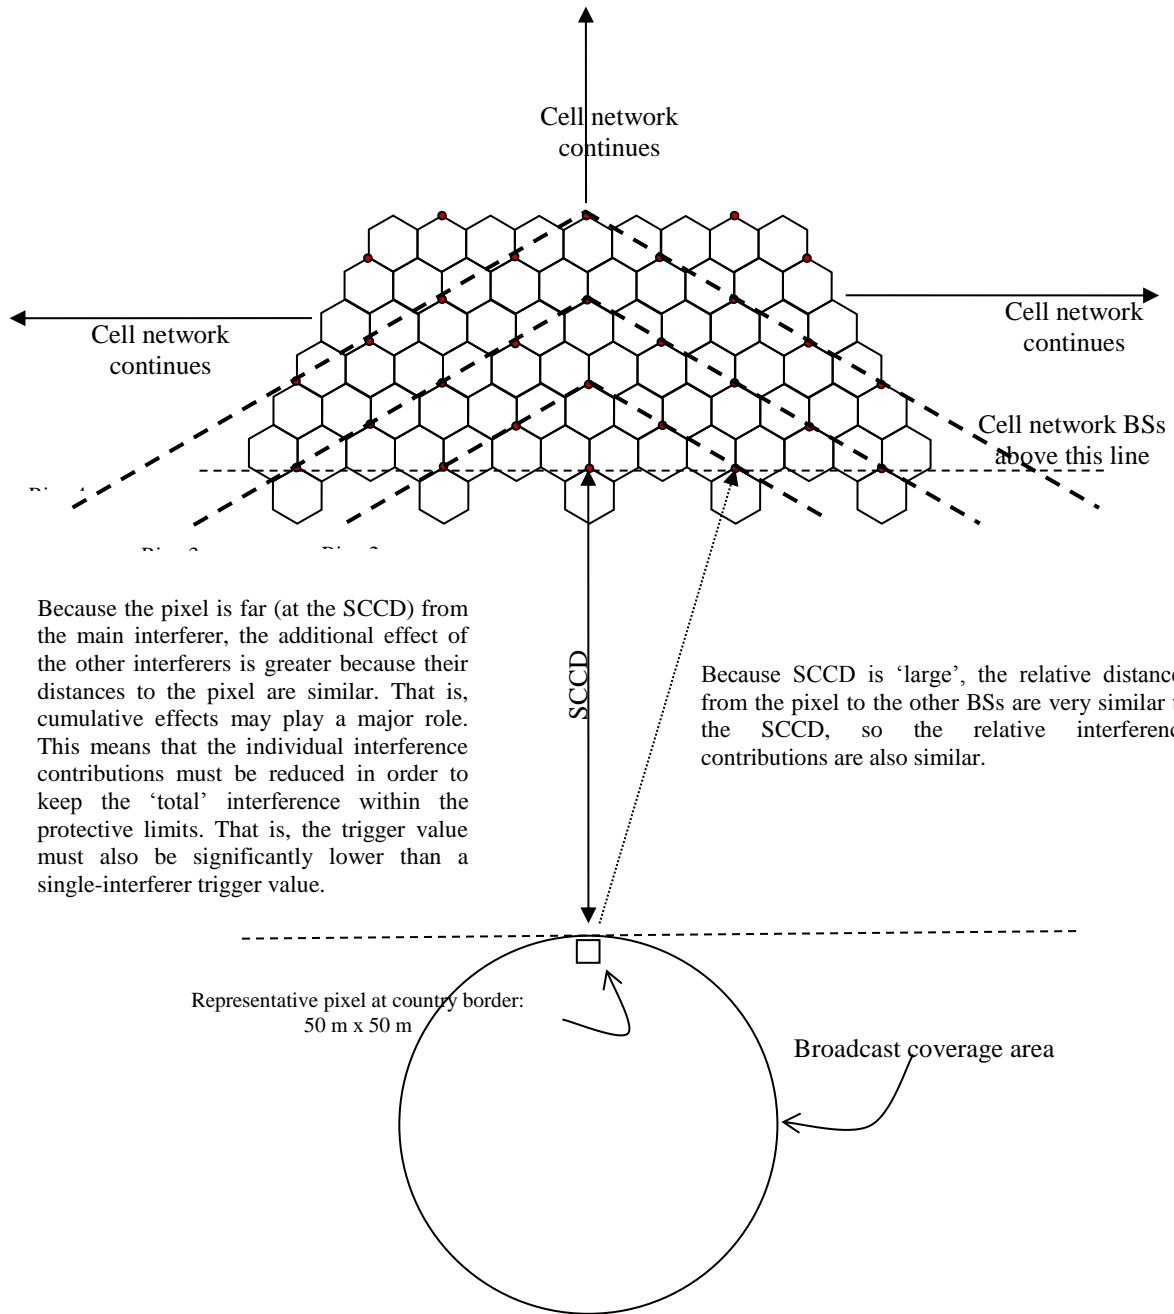 Cell network
continues
Cell network
continues
Cell network
continues
Cell network BSs
above this line
Because the pixel is far (at the SCCD) from
the main interferer, the additional effect of
the other interferers is greater because their
distances to the pixel are similar. That is,
cumulative effects may play a major role.
This means that the individual interference
contributions must be reduced in order to
keep the ‘total’ interference within the
protective limits. That is, the trigger value
must also be significantly lower than a
single-interferer trigger value.
SCCD
Because SCCD is ‘large’, the relative distance
from the pixel to the other BSs are very similar
the SCCD, so the relative interferenc
contributions are also similar.
Representative pixel at country border:
50 m x 50 m
Broadcast coverage area